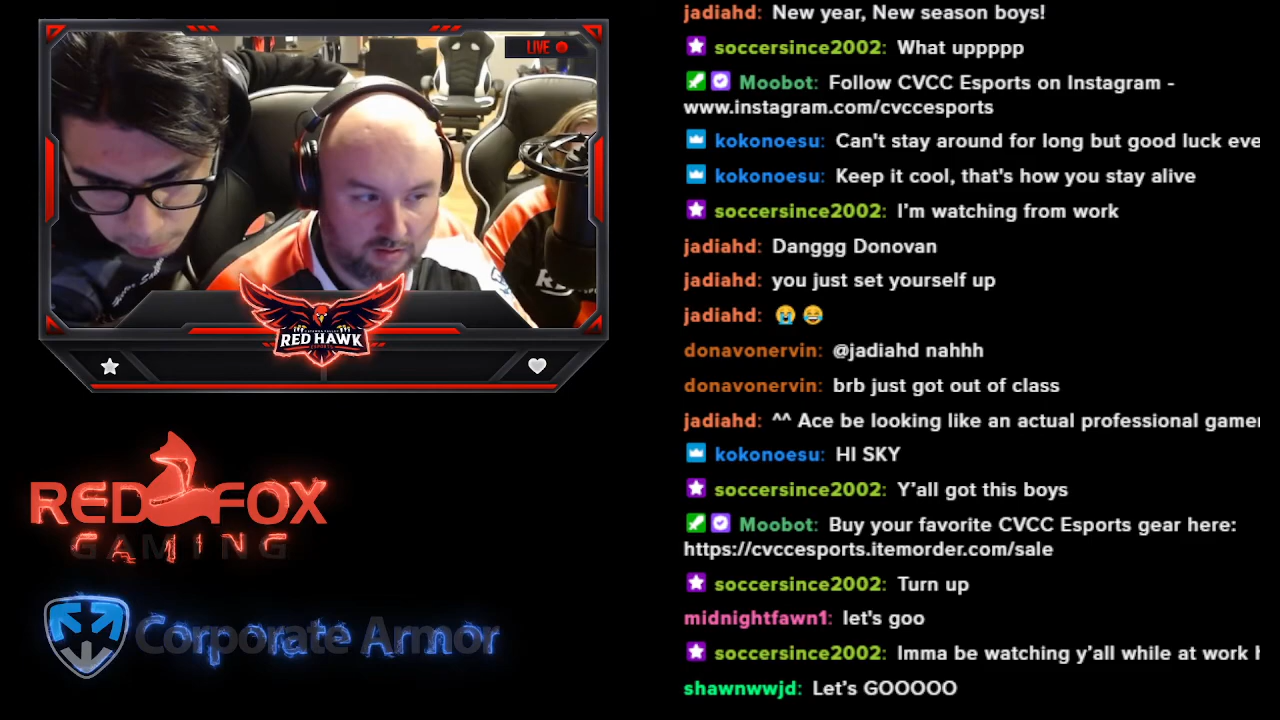 LIVE
RED HAWK
RED FOX
GAMING
Corporate Armor
jadiahd: New year, New season boys!
soccersince2002: What uppppp
Moobot: Follow CVCC Esports on Instagram -
www.instagram.com/cvccesports
kokonoesu: Can't stay around for long but good luck eve
kokonoesu: Keep it cool, that's how you stay alive
soccersince2002: I'm watching from work
jadiahd: Danggg Donovan
jadiahd: you just set yourself up
jadiahd: 😭 😂
donavonervin: @jadiahd nahhh
donavonervin: brb just got out of class
jadiahd: ^^ Ace be looking like an actual professional gamer
kokonoesu: HI SKY
soccersince2002: Y'all got this boys
Moobot: Buy your favorite CVCC Esports gear here:
https://cvccesports.itemorder.com/sale
soccersince2002: Turn up
midnightfawn1: let's goo
soccersince2002: Imma be watching y'all while at work
shawnwwjd: Let's GOOOOO